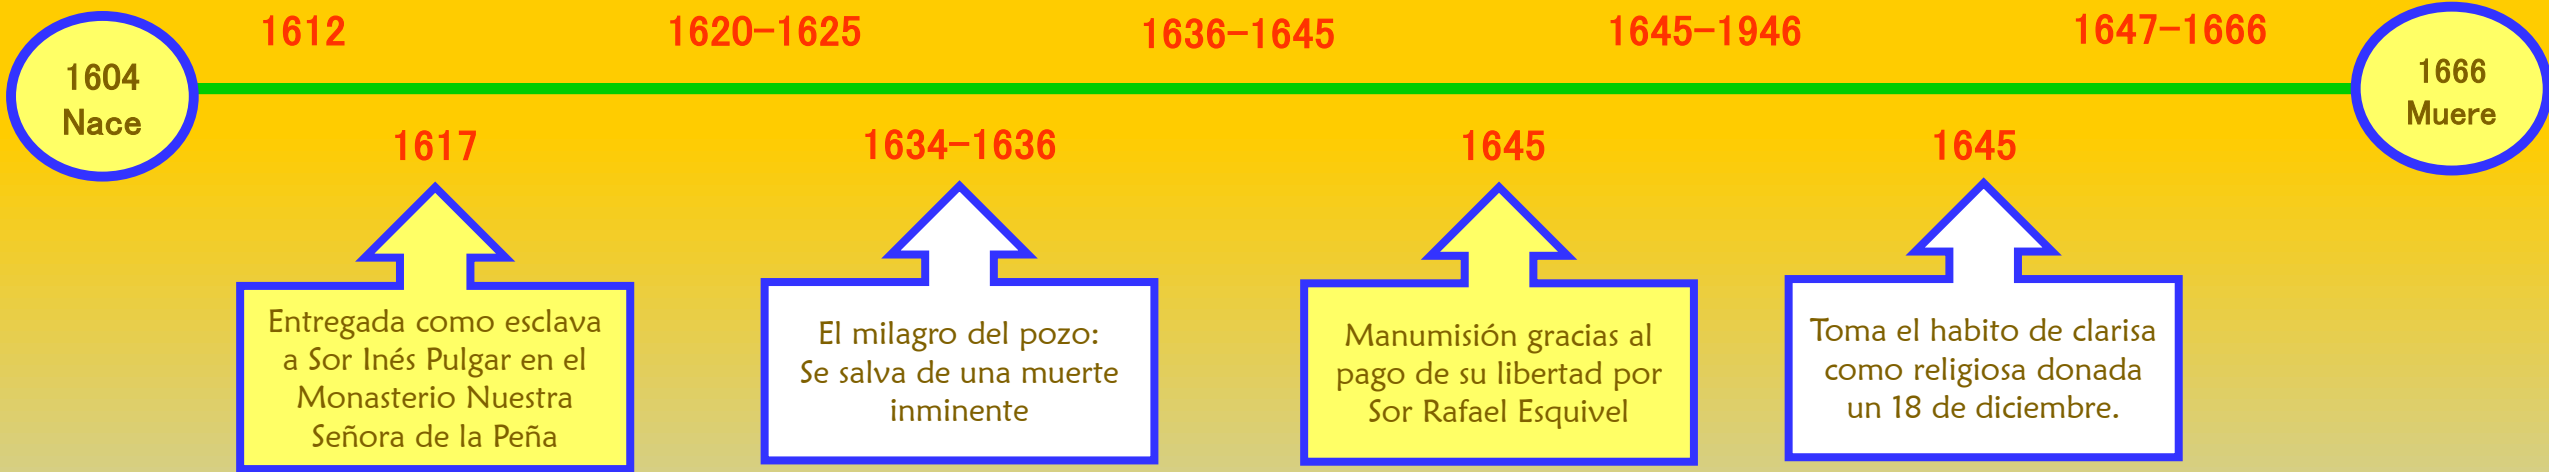 1612
1620-1625
1636-1645
1645-1946
1647-1666
1604
Nace
1666
Muere
1617
1634-1636
1645
1645
Entregada como esclava
a Sor Inés Pulgar en el
Monasterio Nuestra
Señora de la Peña
El milagro del pozo:
Se salva de una muerte
inminente
Manumisión gracias al
pago de su libertad por
Sor Rafael Esquivel
Toma el habito de clarisa
como religiosa donada
un 18 de diciembre.